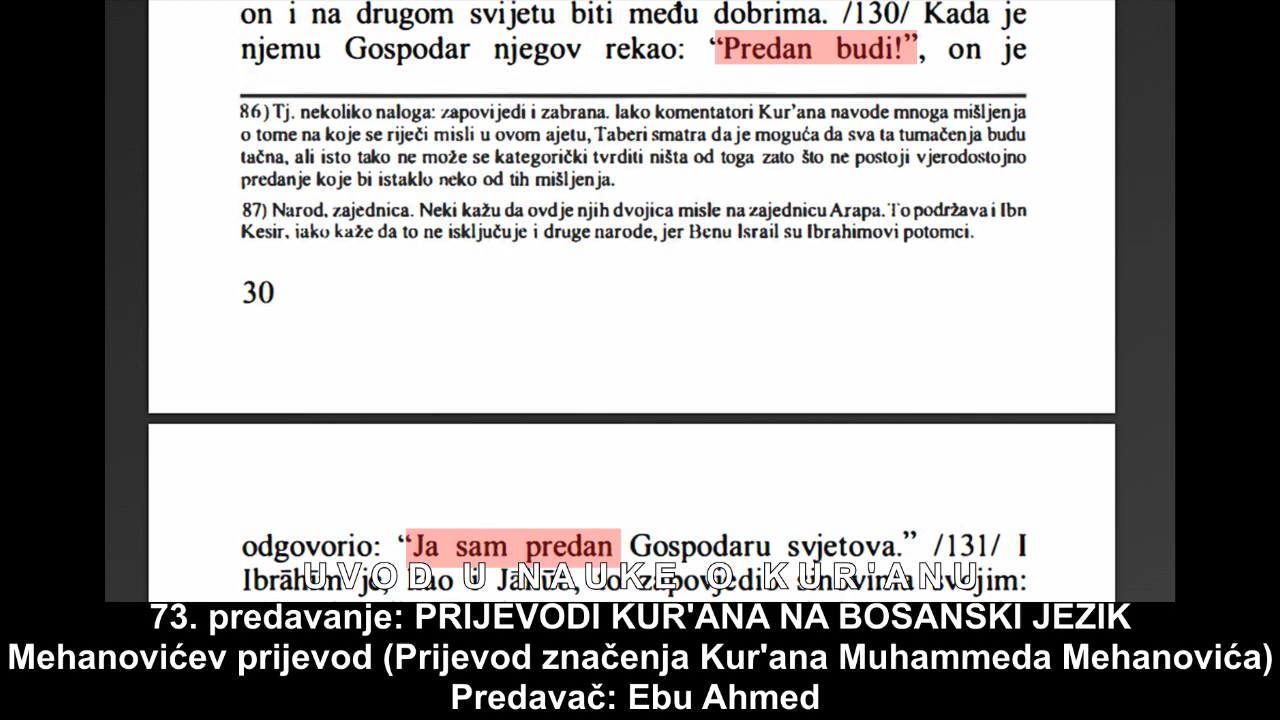 on i na drugom svijetu biti među dobrima. /130/ Kada je
njemu Gospodar njegov rekao: “Predan budi!”, on je
86) Tj. nekoliko naloga: zapovijedi i zabrana. Iako komentatori Kur’ana navode mnoga mišljenja
o tome na koje se riječi misli u ovom ajetu, Taberi smatra da je moguća da sva ta tumačenja budu
tačna, ali isto tako ne može se kategorički tvrditi ništa od toga zato što ne postoji vjerodostojno
predanje koje bi istaklo neko od tih mišljenja.
87) Narod, zajednica. Neki kažu da ovdje njih dvojica misle na zajednicu Arapa. To podržava i Ibn
Kesir, iako kaže da to ne isključuje i druge narode, jer Benu Israil su Ibrahimovi potomci.
30
odgovorio: “Ja sam predan Gospodaru svjetova.” /131/ I
Ibrāhīm je, kao i zapovjedio sinovima svojim:
UVOD U NAUKE O KUR'ANU
73. predavanje: PRIJEVODI KUR'ANA NA BOSANSKI JEZIK
Mehanovićev prijevod (Prijevod značenja Kur'ana Muhammeda Mehanovića)
Predavač: Ebu Ahmed